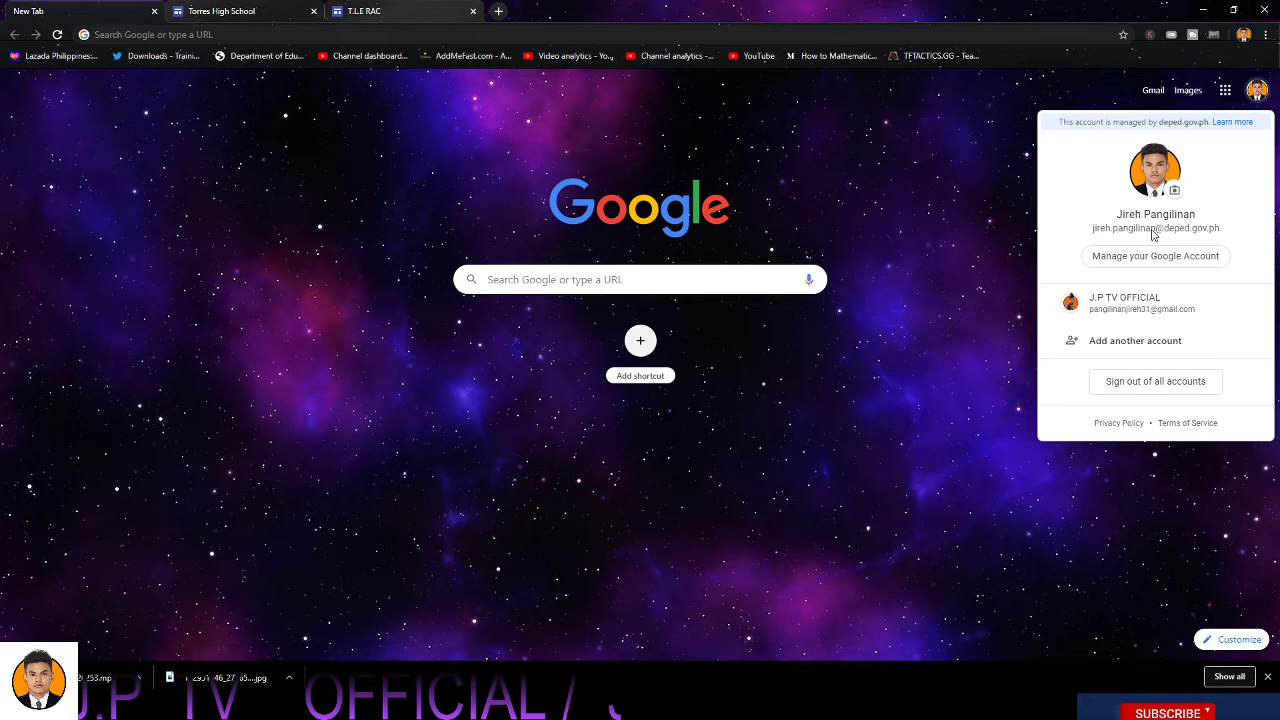 New Tab
Torres High School
T.L.E RAC
Search Google or type a URL
Lazada Philippines:...
Downloads - Traini...
Department of Edu...
Channel dashboard...
AddMeFast.com - A...
Video analytics - Yo...
Channel analytics -...
YouTube
How to Mathematic...
TFTACTICS.GG - Tea...
Gmail
Images
This account is managed by deped.gov.ph. Learn more
Jireh Pangilinan
jireh.pangilinan@deped.gov.ph
Manage your Google Account
J.P TV OFFICIAL
pangilinanjireh31@gmail.com
Add another account
Sign out of all accounts
Privacy Policy • Terms of Service
Google
Search Google or type a URL
Add shortcut
Customize
Show all
J.P TV OFFICIAL /
SUBSCRIBE